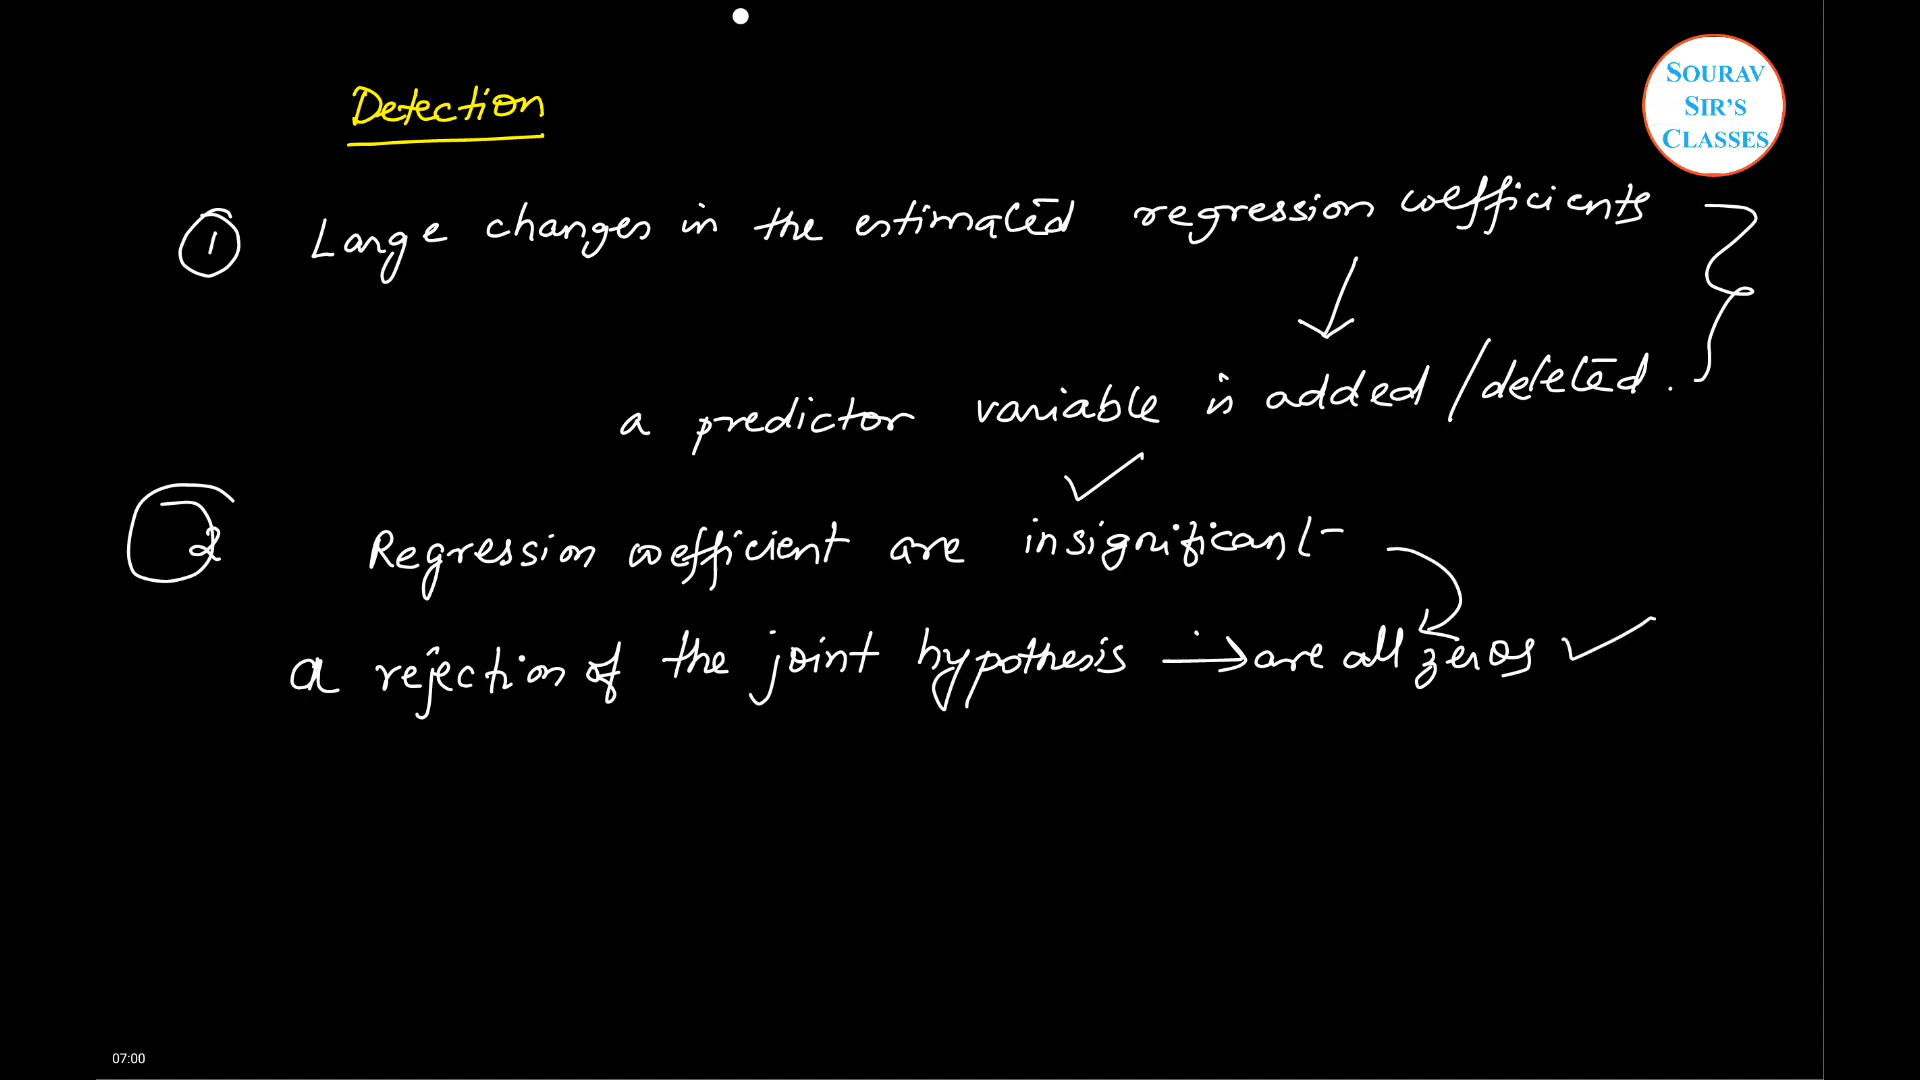 SOURAV
SIR'S
CLASSES
Detection
1 Large changes in the estimated regression coefficients
a predictor variable is added/deleted.
2 Regression coefficient are insignificant
a rejection of the joint hypothesis → are all zeros
07:00